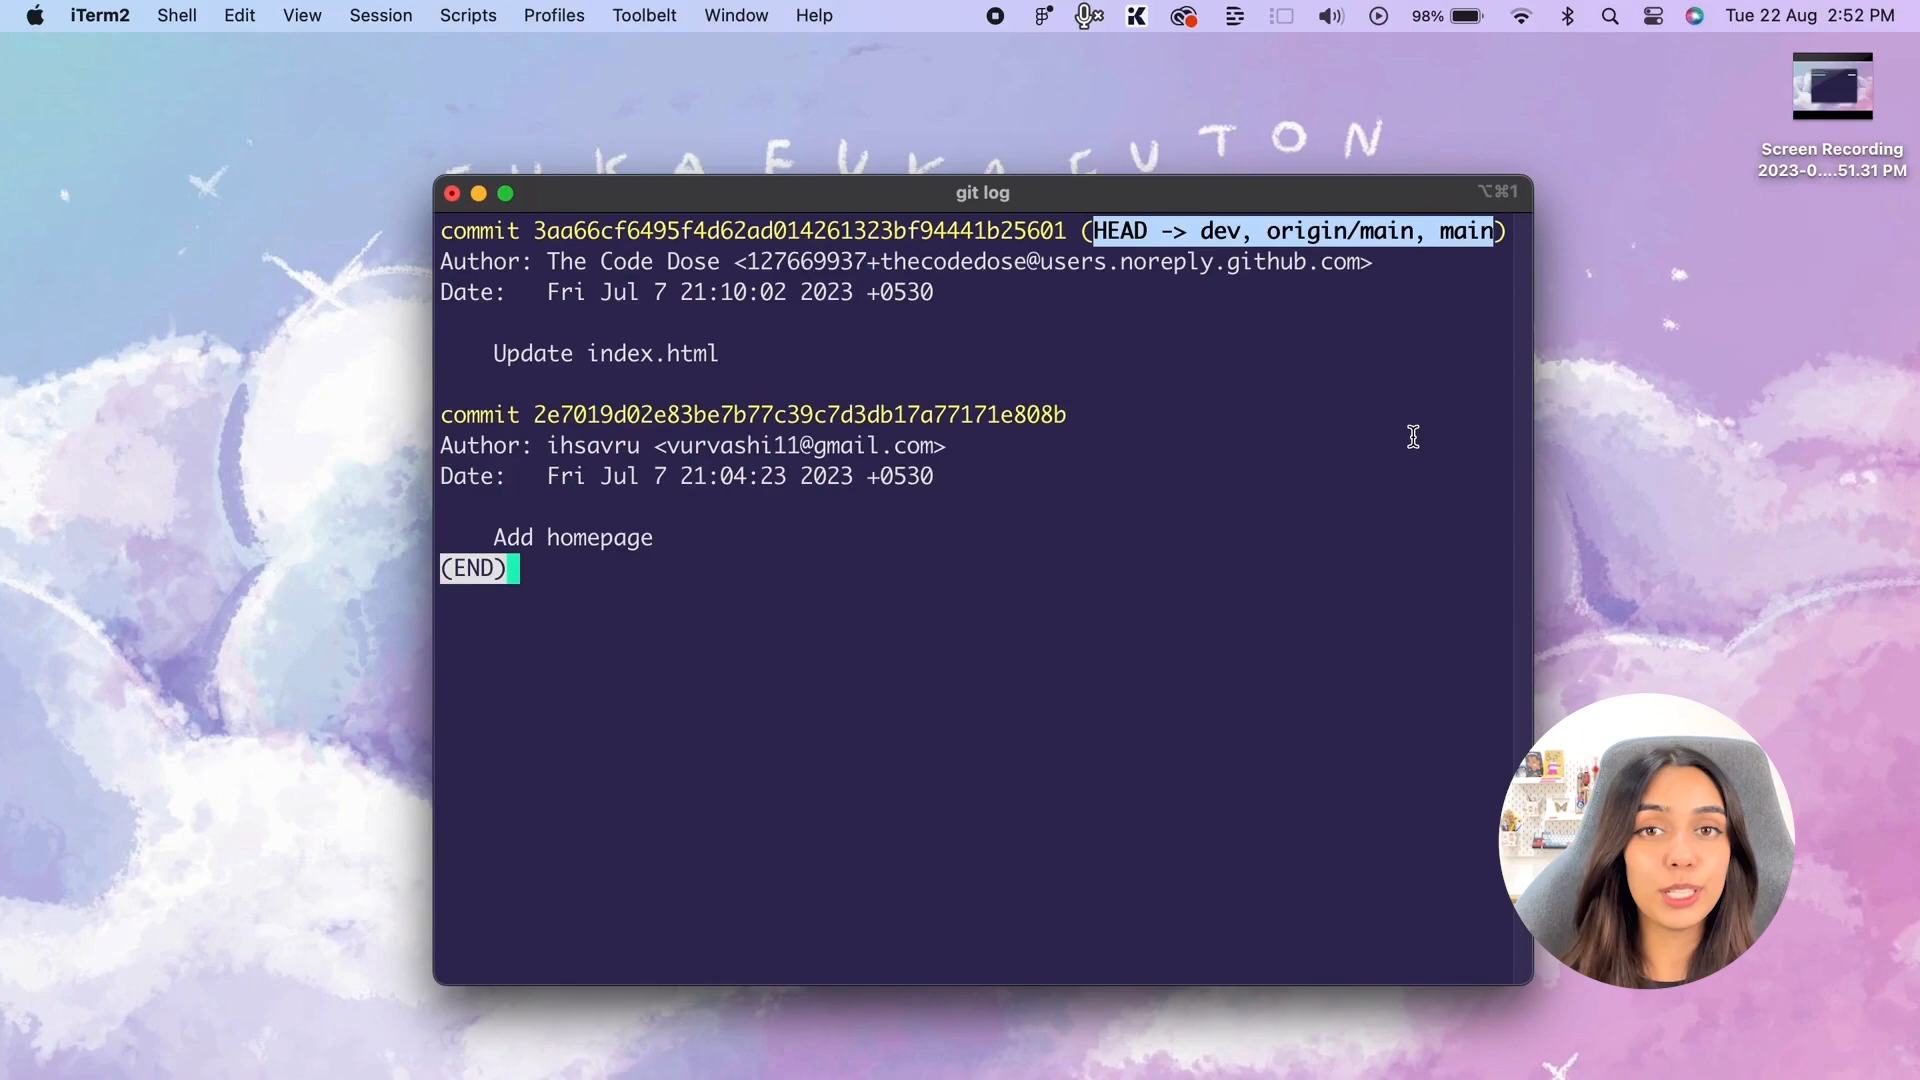 iTerm2 Shell Edit View Session Scripts Profiles Toolbelt Window Help 98% Tue 22 Aug 2:52 PM
TON
Screen Recording
2023-0....51.31 PM
git log ⌥⌘1
commit 3aa66cf6495f4d62ad014261323bf94441b25601 (HEAD -> dev, origin/main, main)
Author: The Code Dose <127669937+thecodedose@users.noreply.github.com>
Date:   Fri Jul 7 21:10:02 2023 +0530
Update index.html
commit 2e7019d02e83be7b77c39c7d3db17a77171e808b
Author: ihsavru <vurvashi11@gmail.com>
Date:   Fri Jul 7 21:04:23 2023 +0530
Add homepage
(END)